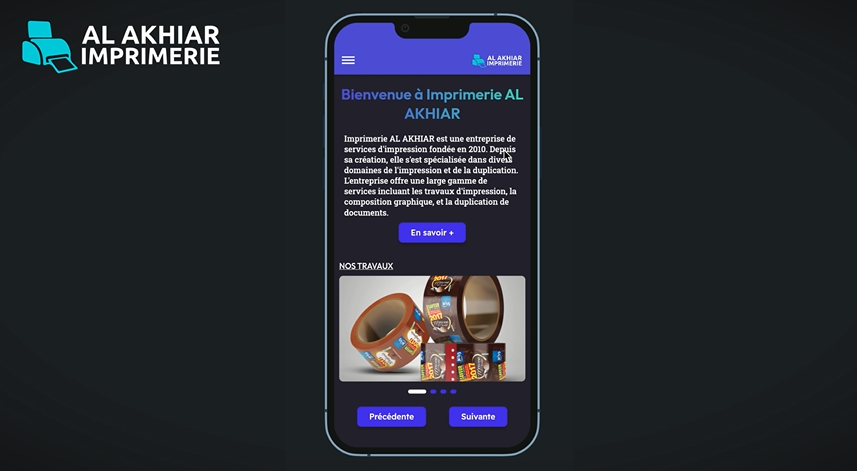 AL AKHIAR
IMPRIMERIE
AL AKHIAR
IMPRIMERIE
Bienvenue à Imprimerie AL
AKHIAR
Imprimerie AL AKHIAR est une entreprise de
services d'impression fondée en 2010. Depuis
sa création, elle s'est spécialisée dans divers
domaines de l'impression et de la duplication.
L'entreprise offre une large gamme de
services incluant les travaux d'impression, la
composition graphique, et la duplication de
documents.
En savoir +
NOS TRAVAUX
2017
2017
Précédente
Suivante